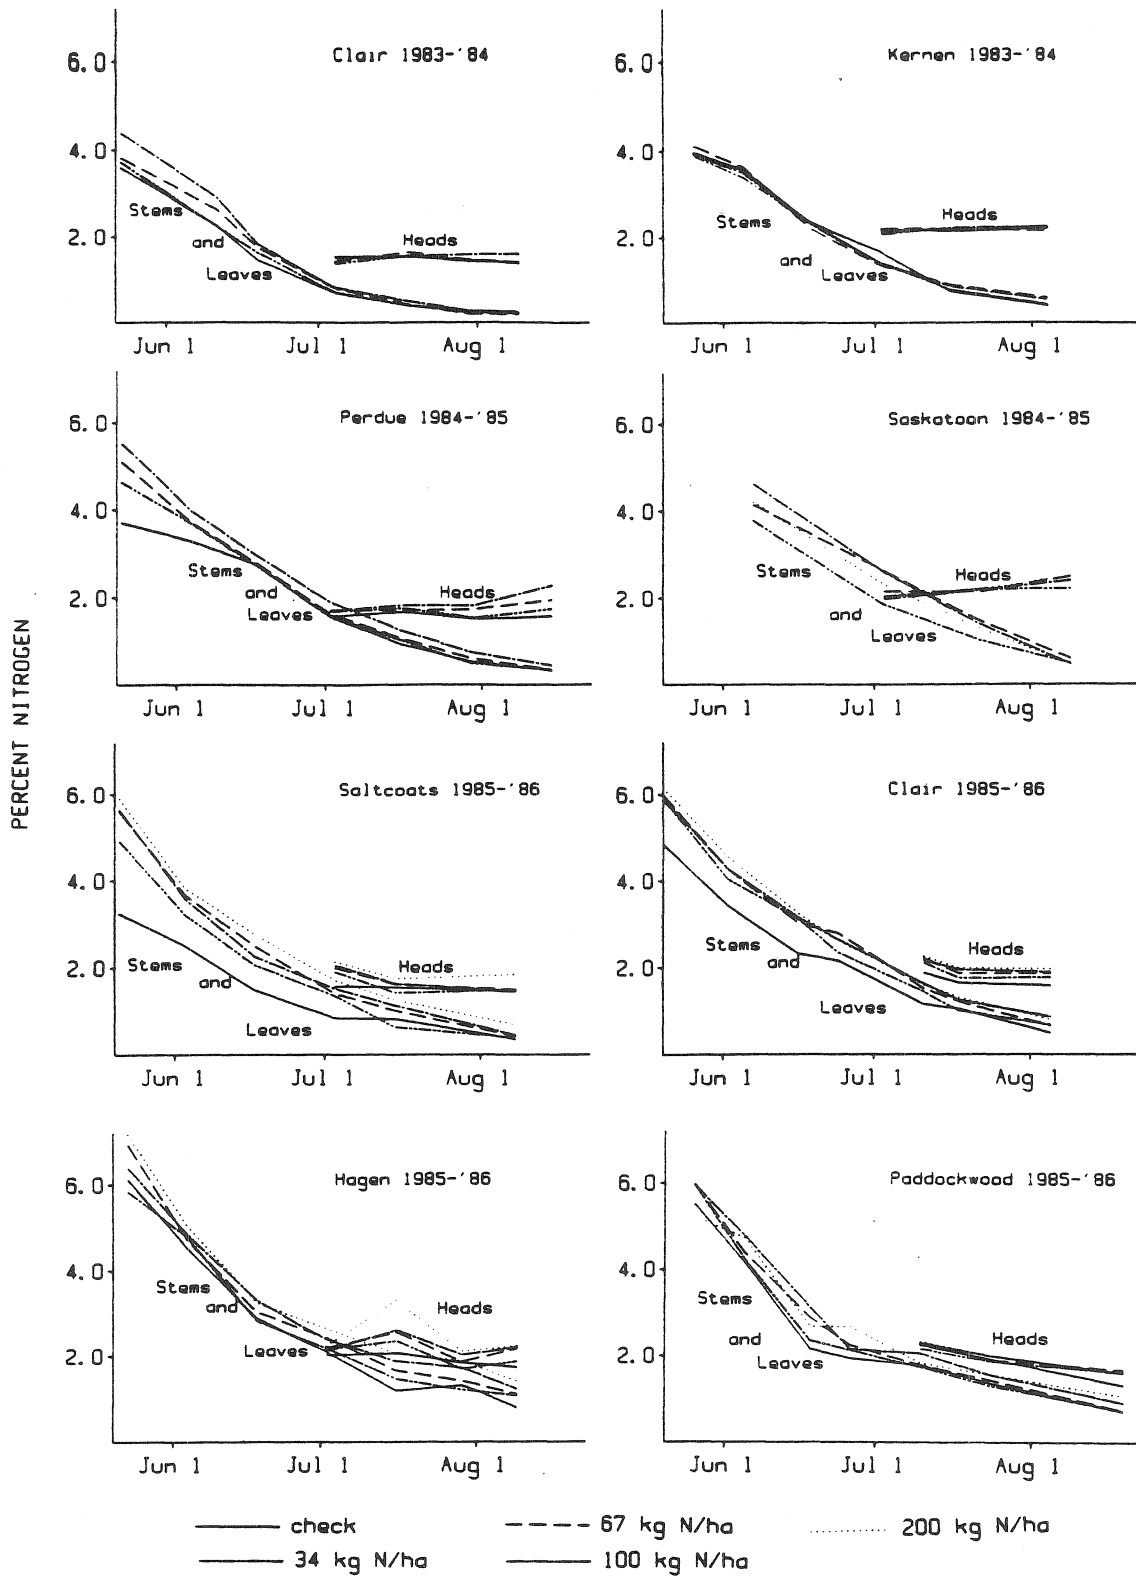 PERCENT NITROGEN
Clair 1983-'84
6.0
4.0
2.0
Stems
and
Leaves
Heads
Jun 1
Jul 1
Aug 1
Kernen 1983-'84
6.0
4.0
2.0
Stems
and
Leaves
Heads
Jun 1
Jul 1
Aug 1
Perdue 1984-'85
6.0
4.0
2.0
Stems
and
Leaves
Heads
Jun 1
Jul 1
Aug 1
Saskatoon 1984-'85
6.0
4.0
2.0
Stems
and
Leaves
Heads
Jun 1
Jul 1
Aug 1
Saltcoats 1985-'86
6.0
4.0
2.0
Stems
and
Leaves
Heads
Jun 1
Jul 1
Aug 1
Clair 1985-'86
6.0
4.0
2.0
Stems
and
Leaves
Heads
Jun 1
Jul 1
Aug 1
Hagen 1985-'86
6.0
4.0
2.0
Stems
and
Leaves
Heads
Jun 1
Jul 1
Aug 1
Paddockwood 1985-'86
6.0
4.0
2.0
Stems
and
Leaves
Heads
Jun 1
Jul 1
Aug 1
check
67 kg N/ha
200 kg N/ha
34 kg N/ha
100 kg N/ha